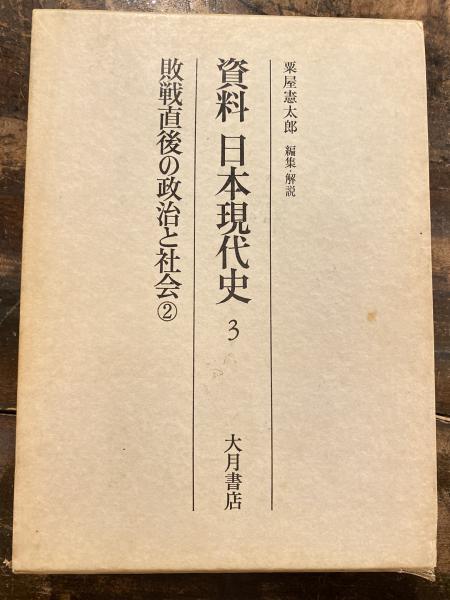 粟屋憲太郎 編集・解説
資料 日本現代史 3
大月書店
敗戦直後の政治と社会②